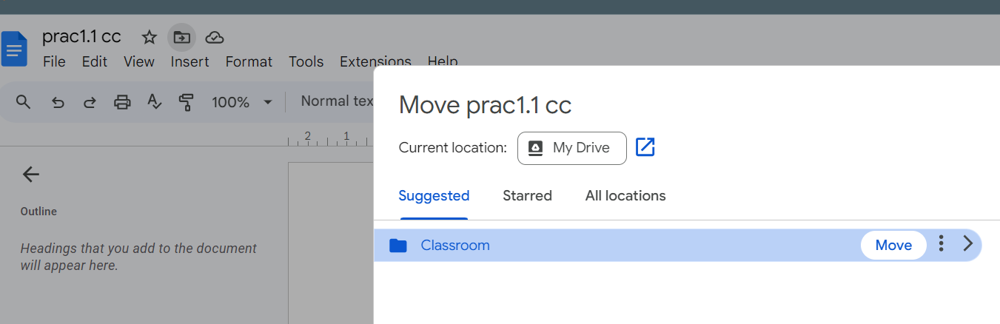 prac1.1 cc
File Edit View Insert Format Tools Extensions Help
100% Normal tex
2 1
Outline
Headings that you add to the document
will appear here.
Move prac1.1 cc
Current location: My Drive
Suggested Starred All locations
Classroom Move